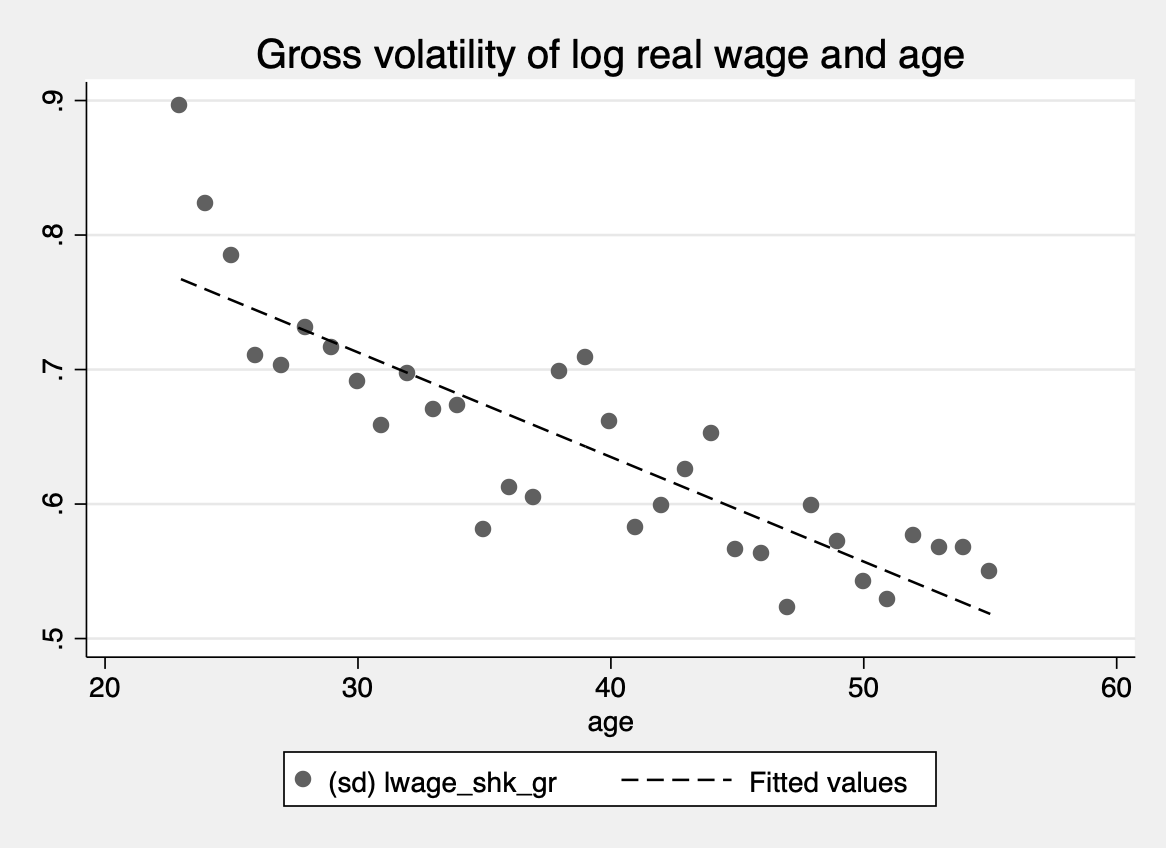 Gross volatility of log real wage and age
.9
.8
.7
.6
.5
20 30 40 50 60
age
(sd) lwage_shk_gr Fitted values